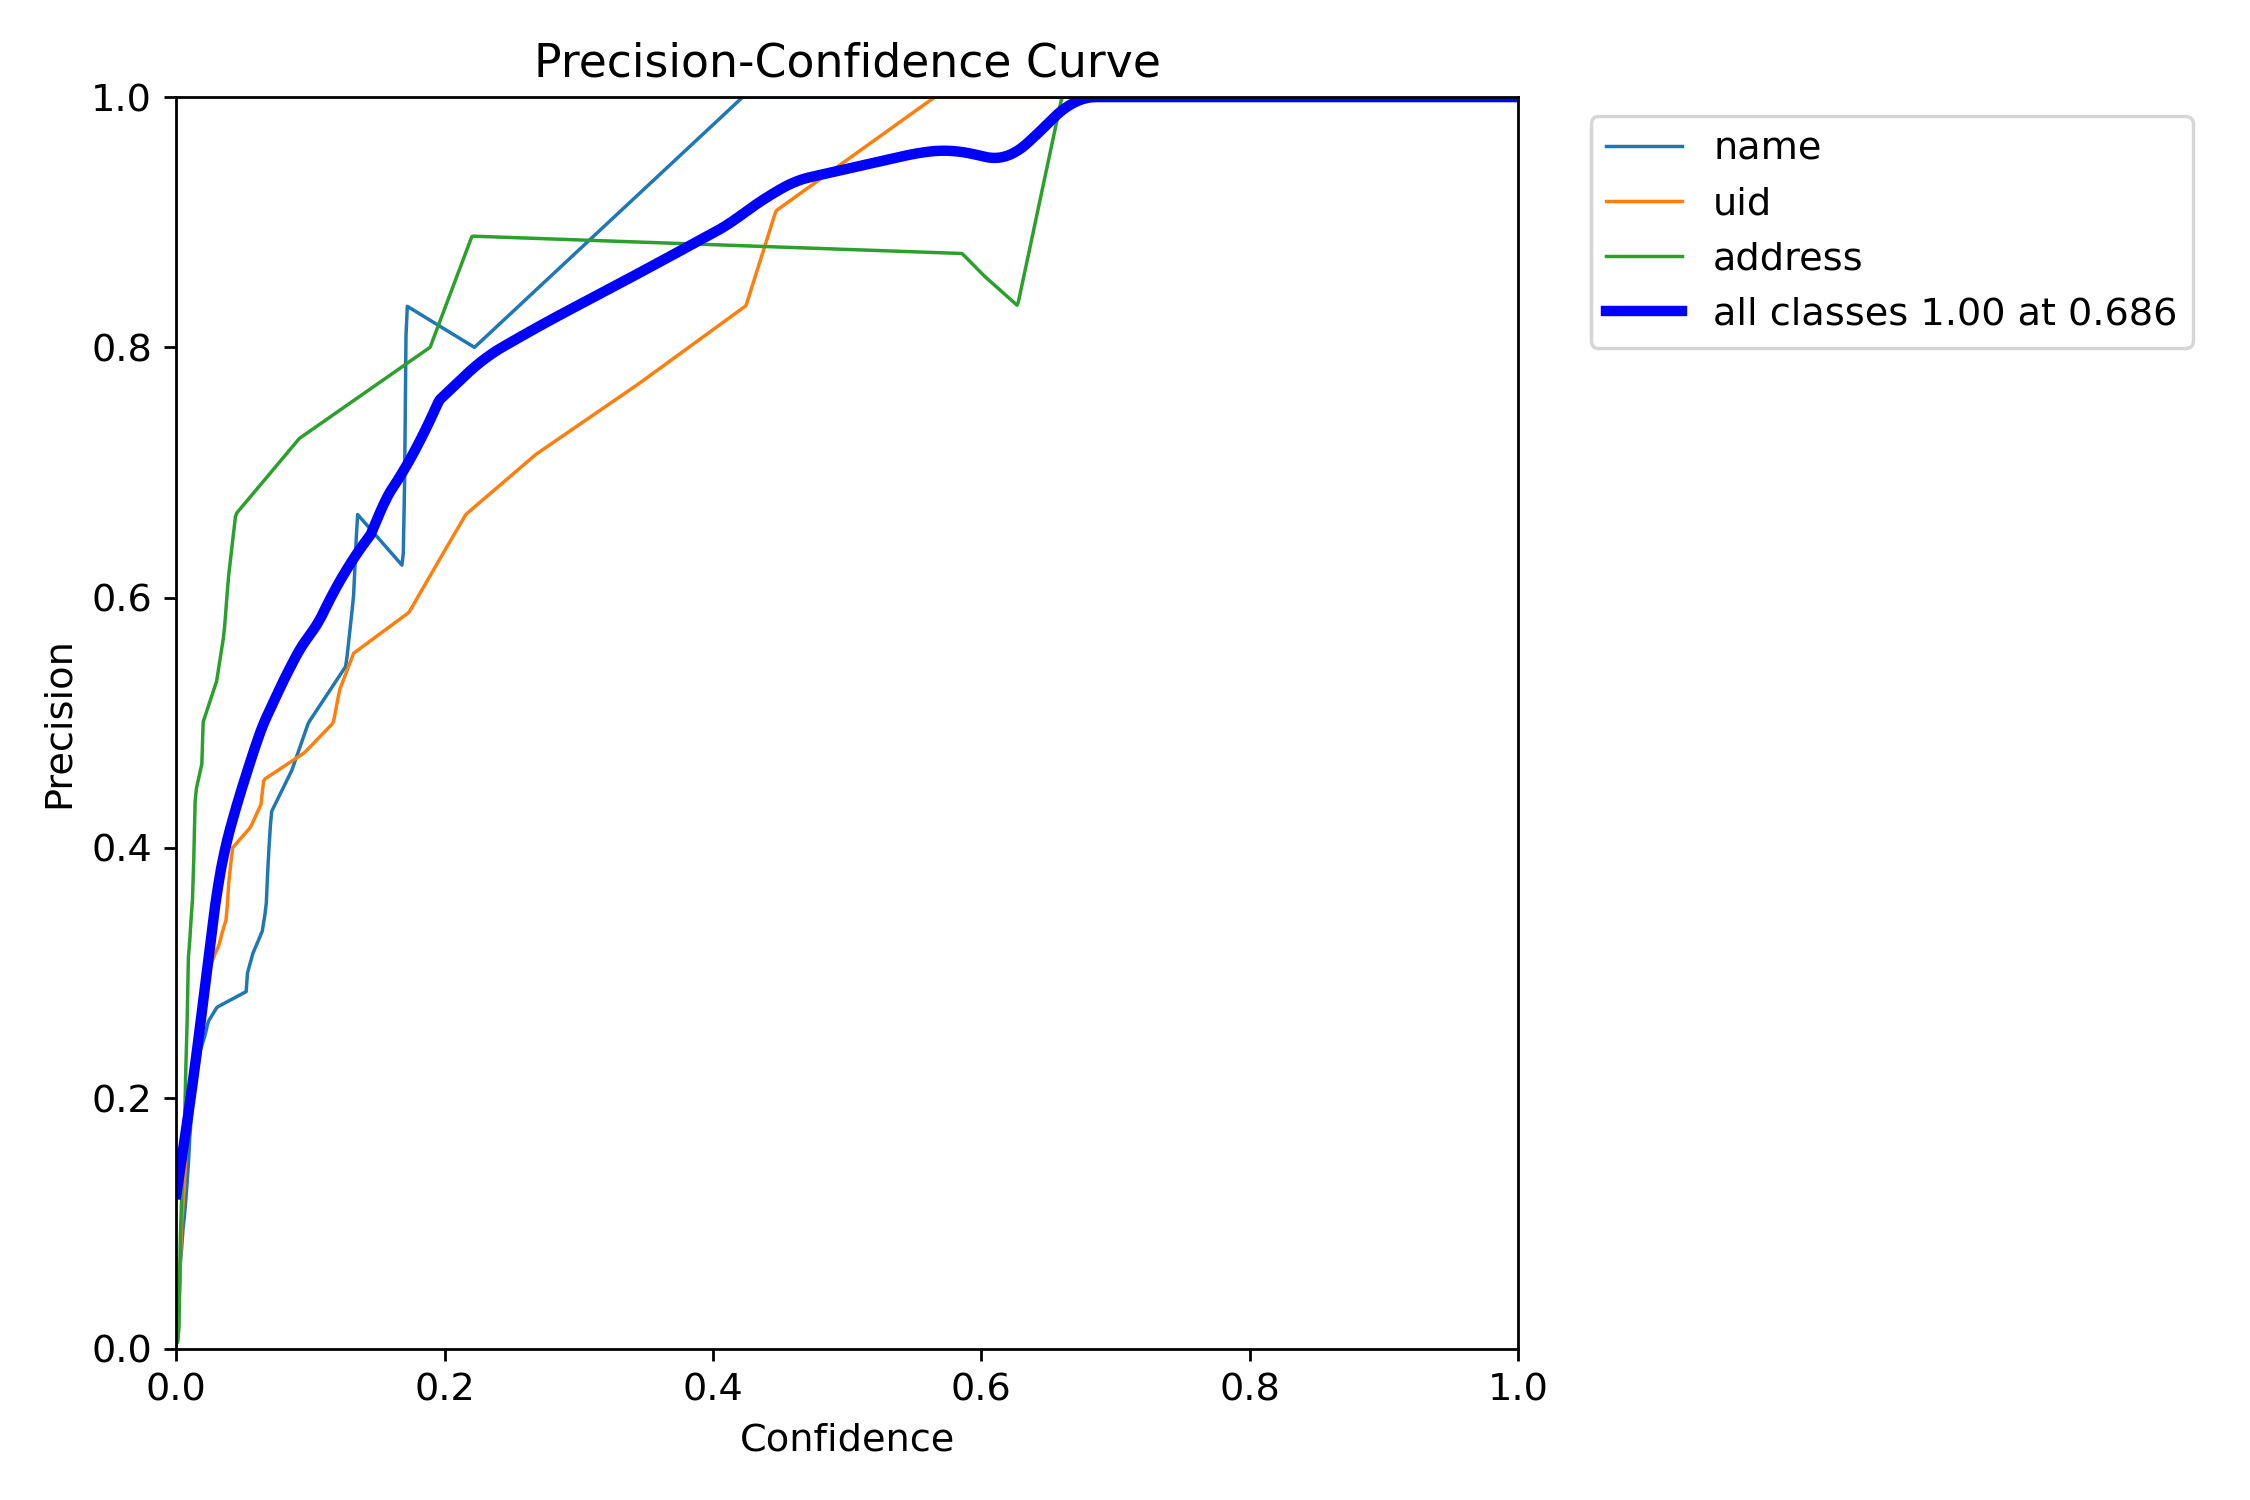 Precision-Confidence Curve
1.0
0.8
0.6
0.4
0.2
0.0
Precision
0.0 0.2 0.4 0.6 0.8 1.0
Confidence
name
uid
address
all classes 1.00 at 0.686